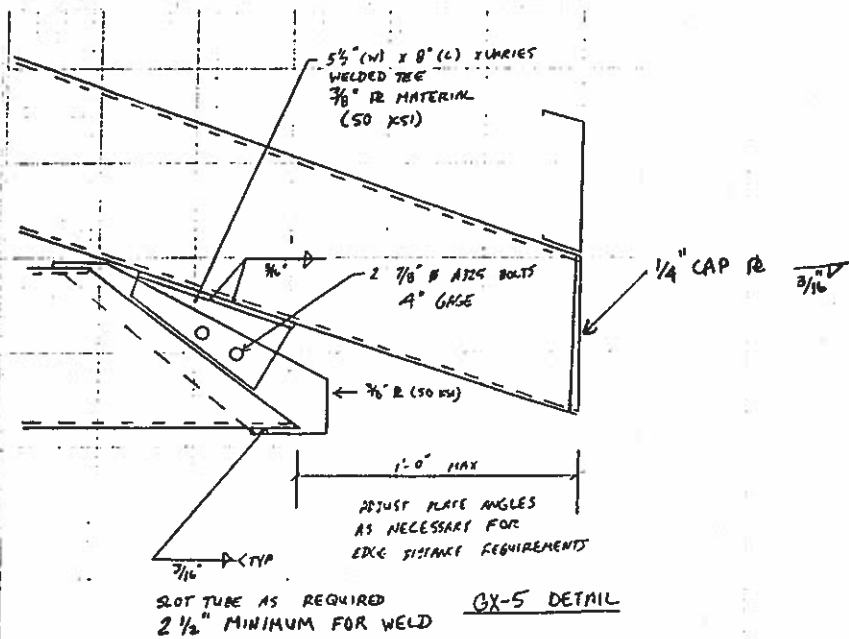 5½" (W) X 8" (L) X VARIES
WELDED TEE
3/8" PL MATERIAL
(50 KSI)
3/16"
2 7/8" Ø A325 BOLTS
4" GAGE
1/4" CAP PL
3/16"
3/8" PL (50 KSI)
1'-0" MAX
ADJUST PLATE ANGLES
AS NECESSARY FOR
EDGE DISTANCE REQUIREMENTS
3/16"
TYP
SLOT TUBE AS REQUIRED
2 1/2" MINIMUM FOR WELD
GX-5 DETAIL